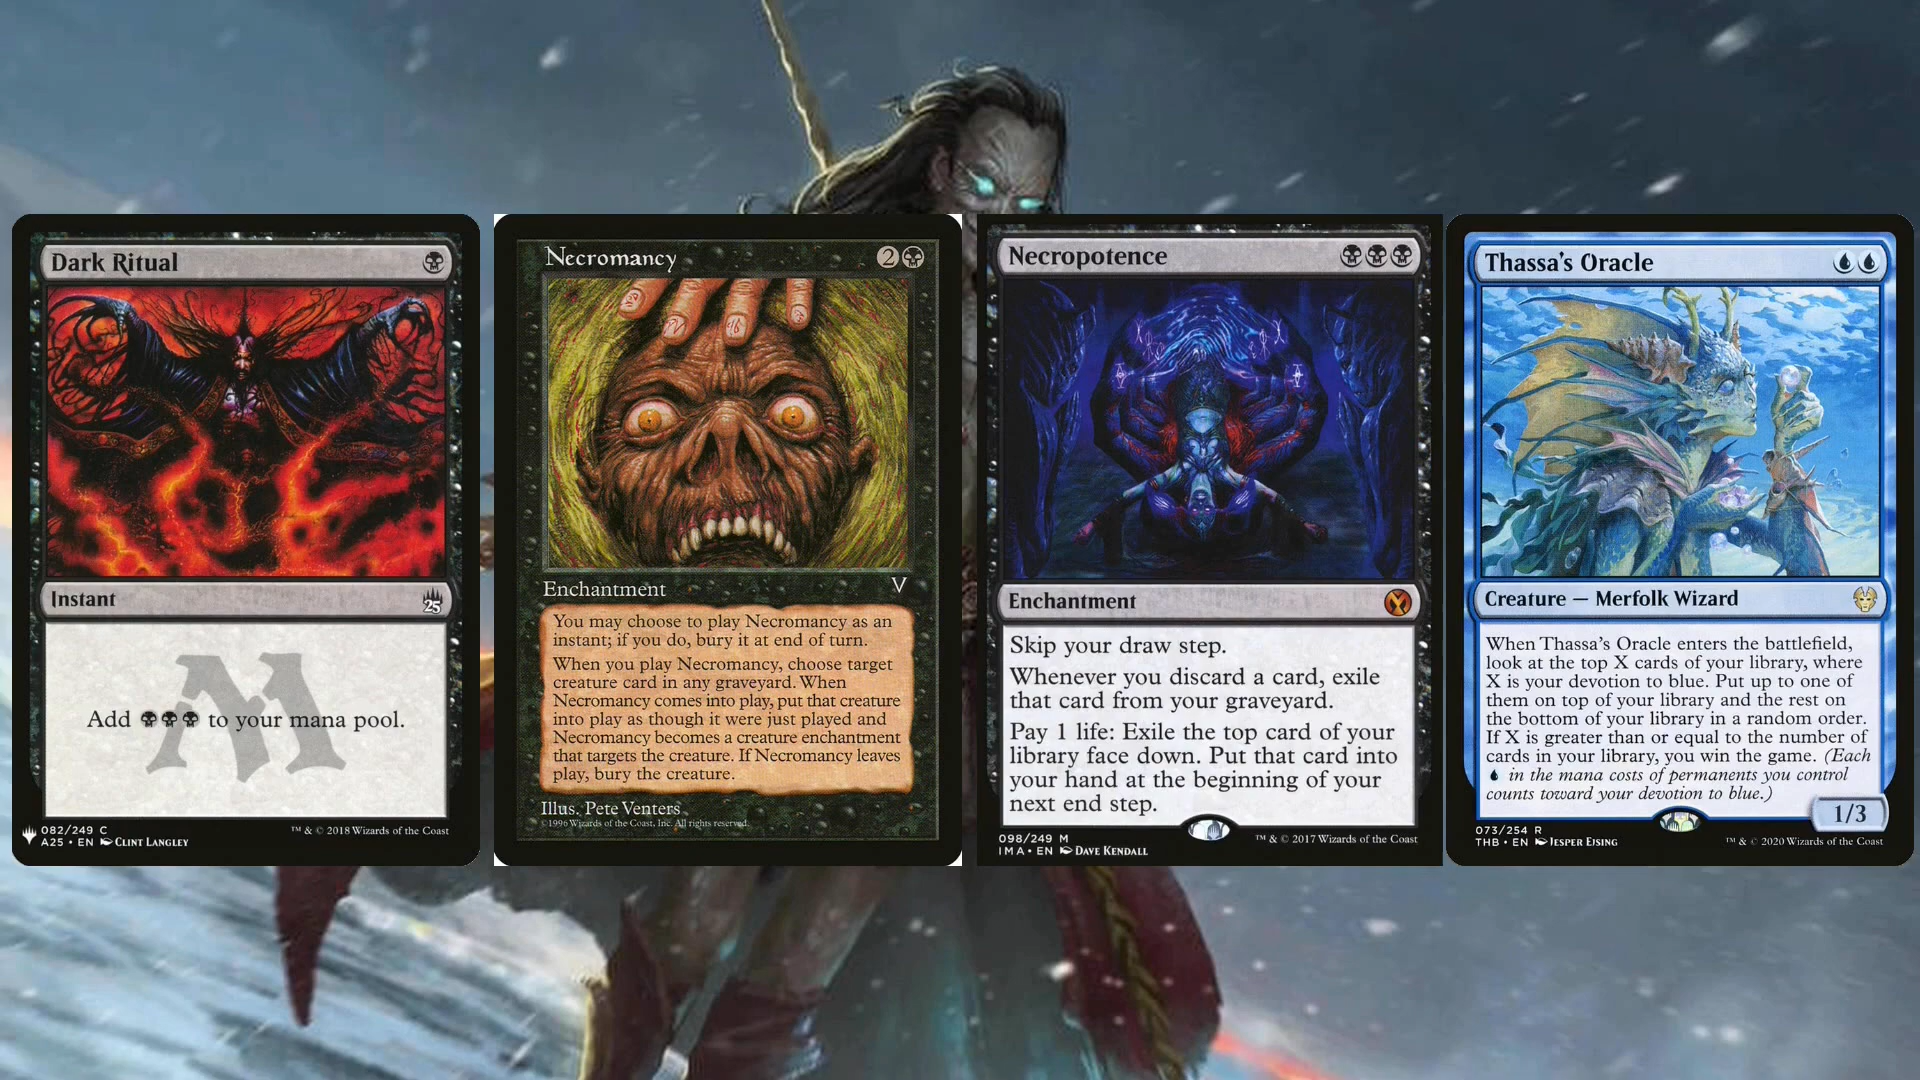 Dark Ritual
Instant
25
Add to your mana pool.
082/249 C
A25 • EN CLINT LANGLEY
™ & © 2018 Wizards of the Coast
Necromancy
2
Enchantment
V
You may choose to play Necromancy as an
instant; if you do, bury it at end of turn.
When you play Necromancy, choose target
creature card in any graveyard. When
Necromancy comes into play, put that creature
into play as though it were just played and
Necromancy becomes a creature enchantment
that targets the creature. If Necromancy leaves
play, bury the creature.
Illus. Pete Venters
©1996 Wizards of the Coast, Inc. All rights reserved.
Necropotence
Enchantment
Skip your draw step.
Whenever you discard a card, exile
that card from your graveyard.
Pay 1 life: Exile the top card of your
library face down. Put that card into
your hand at the beginning of your
next end step.
098/249 M
IMA • EN DAVE KENDALL
™ & © 2017 Wizards of the Coast
Thassa's Oracle
Creature — Merfolk Wizard
When Thassa's Oracle enters the battlefield,
look at the top X cards of your library, where
X is your devotion to blue. Put up to one of
them on top of your library and the rest on
the bottom of your library in a random order.
If X is greater than or equal to the number of
cards in your library, you win the game. (Each
in the mana costs of permanents you control
counts toward your devotion to blue.)
1/3
073/254 R
THB • EN JESPER EJSING
™ & © 2020 Wizards of the Coast